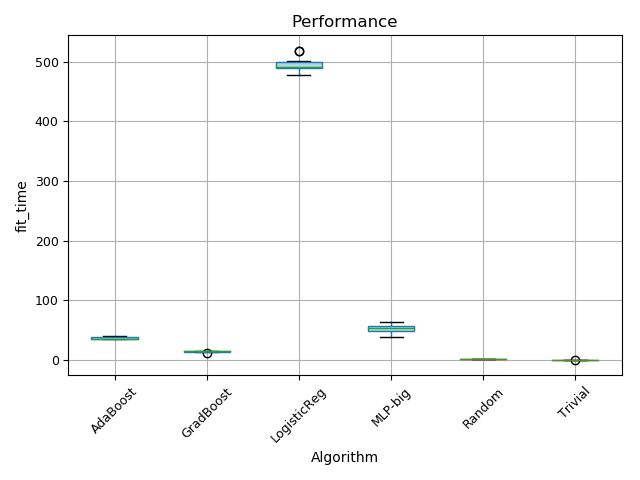 Performance
fit_time
500
400
300
200
100
0
AdaBoost
GradBoost
LogisticReg
MLP-big
Random
Trivial
Algorithm